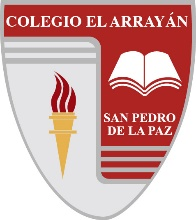 COLEGIO EL ARRAYÁN
SAN PEDRO
DE LA PAZ